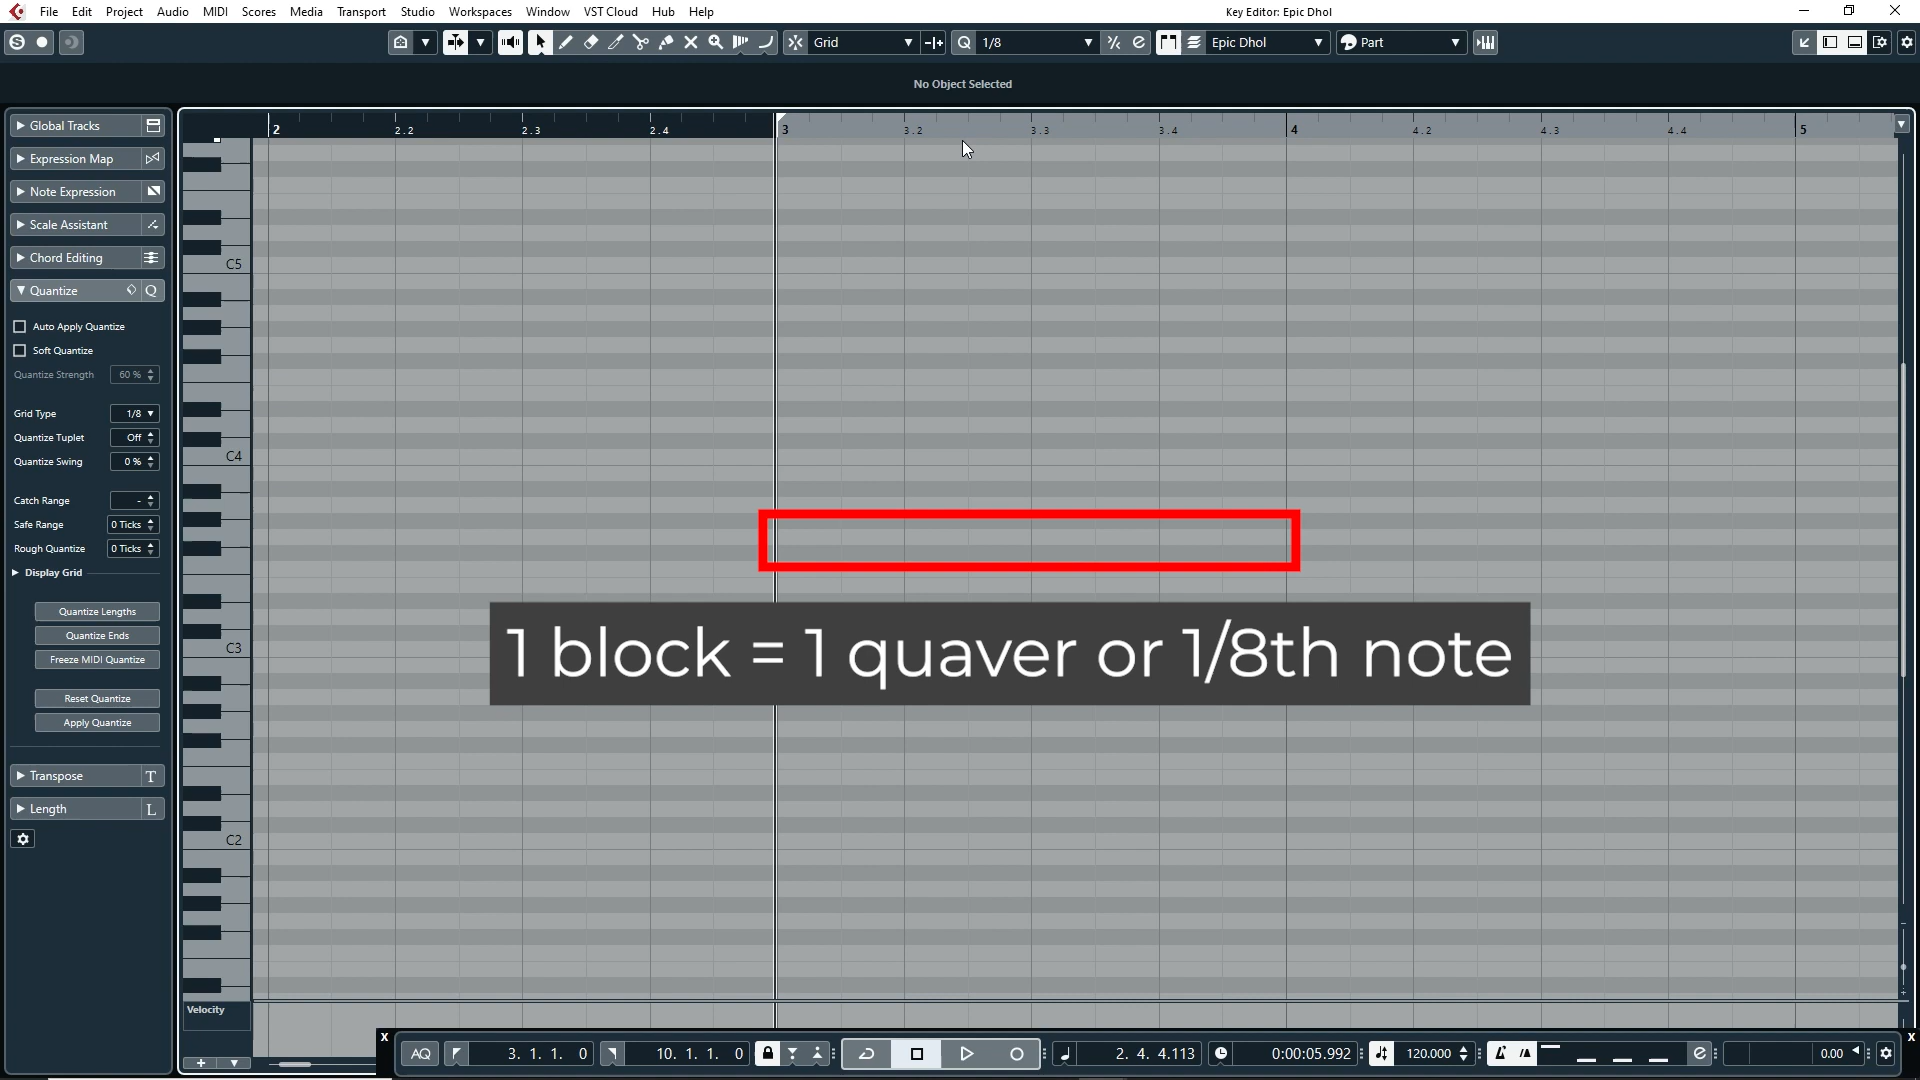 File Edit Project Audio MIDI Scores Media Transport Studio Workspaces Window VST Cloud Hub Help
Key Editor: Epic Dhol
Grid
1/8
Epic Dhol
Part
No Object Selected
Global Tracks
Expression Map
Note Expression
Scale Assistant
Chord Editing
Quantize
Q
Auto Apply Quantize
Soft Quantize
Quantize Strength 60 %
Grid Type 1/8
Quantize Tuplet Off
Quantize Swing 0 %
Catch Range -
Safe Range 0 Ticks
Rough Quantize 0 Ticks
Display Grid
Quantize Lengths
Quantize Ends
Freeze MIDI Quantize
Reset Quantize
Apply Quantize
Transpose T
Length L
2 2.2 2.3 2.4 3 3.2 3.3 3.4 4 4.2 4.3 4.4 5
C5
C4
C3
C2
1 block = 1 quaver or 1/8th note
Velocity
X
AQ
3. 1. 1. 0
10. 1. 1. 0
2. 4. 4.113
0:00:05.992
120.000
0.00
X